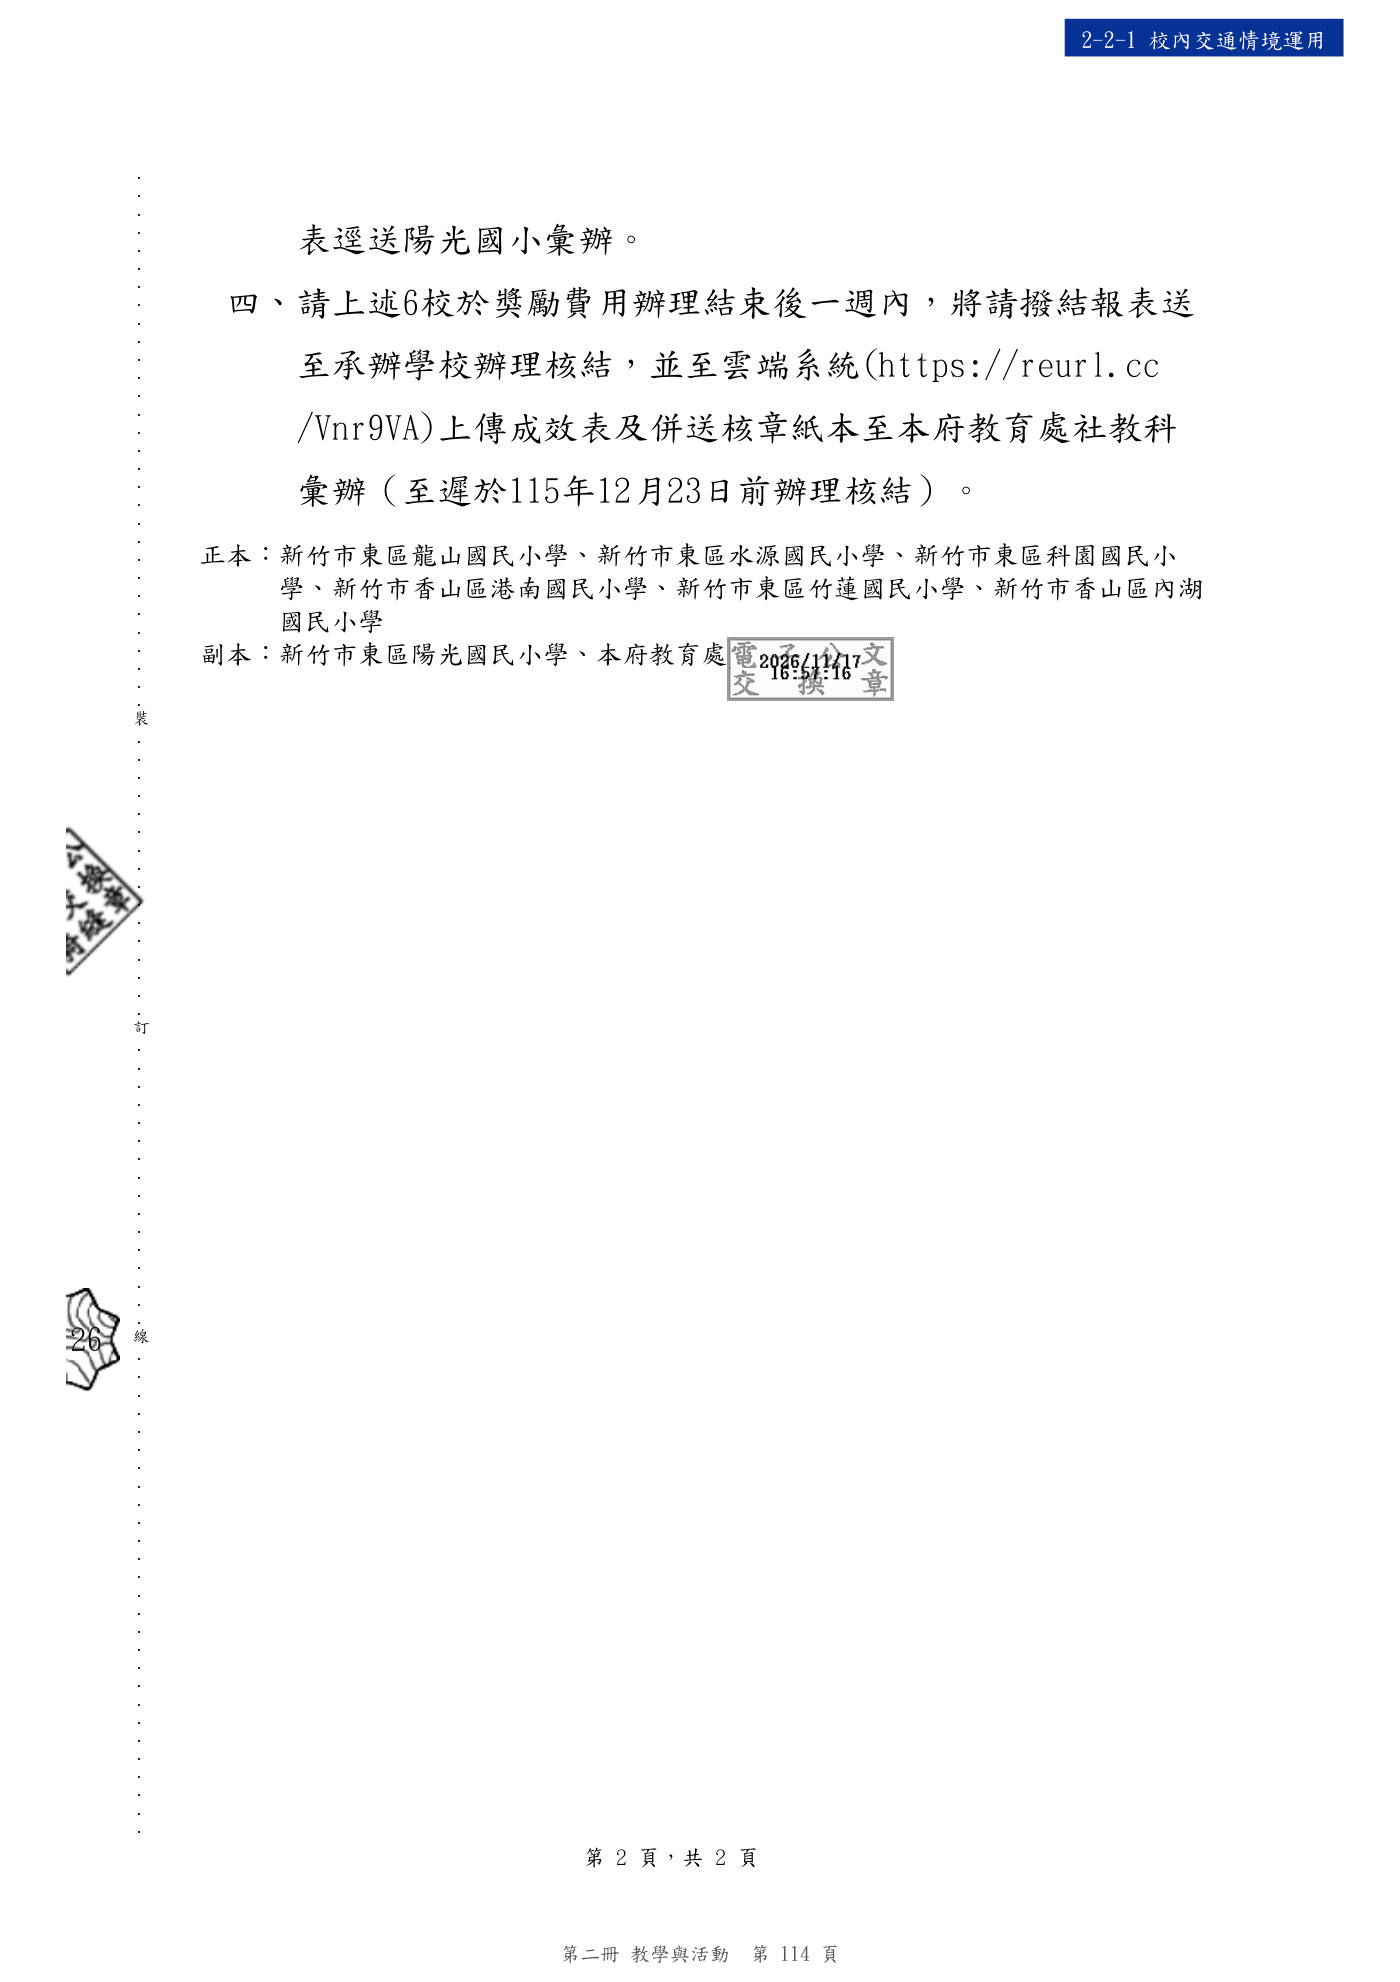 2-2-1 校內交通情境運用
表逕送陽光國小彙辦。
四、請上述6校於獎勵費用辦理結束後一週內，將請撥結報表送
至承辦學校辦理核結，並至雲端系統(https://reurl.cc
/Vnr9VA)上傳成效表及併送核章紙本至本府教育處社教科
彙辦（至遲於115年12月23日前辦理核結）。
正本：新竹市東區龍山國民小學、新竹市東區水源國民小學、新竹市東區科園國民小
學、新竹市香山區港南國民小學、新竹市東區竹蓮國民小學、新竹市香山區內湖
國民小學
副本：新竹市東區陽光國民小學、本府教育處
電子公文
2026/11/17
16:57:16
交換章
裝
公
換
交
章
縫
訂
26
線
第 2 頁，共 2 頁
第二冊 教學與活動 第 114 頁